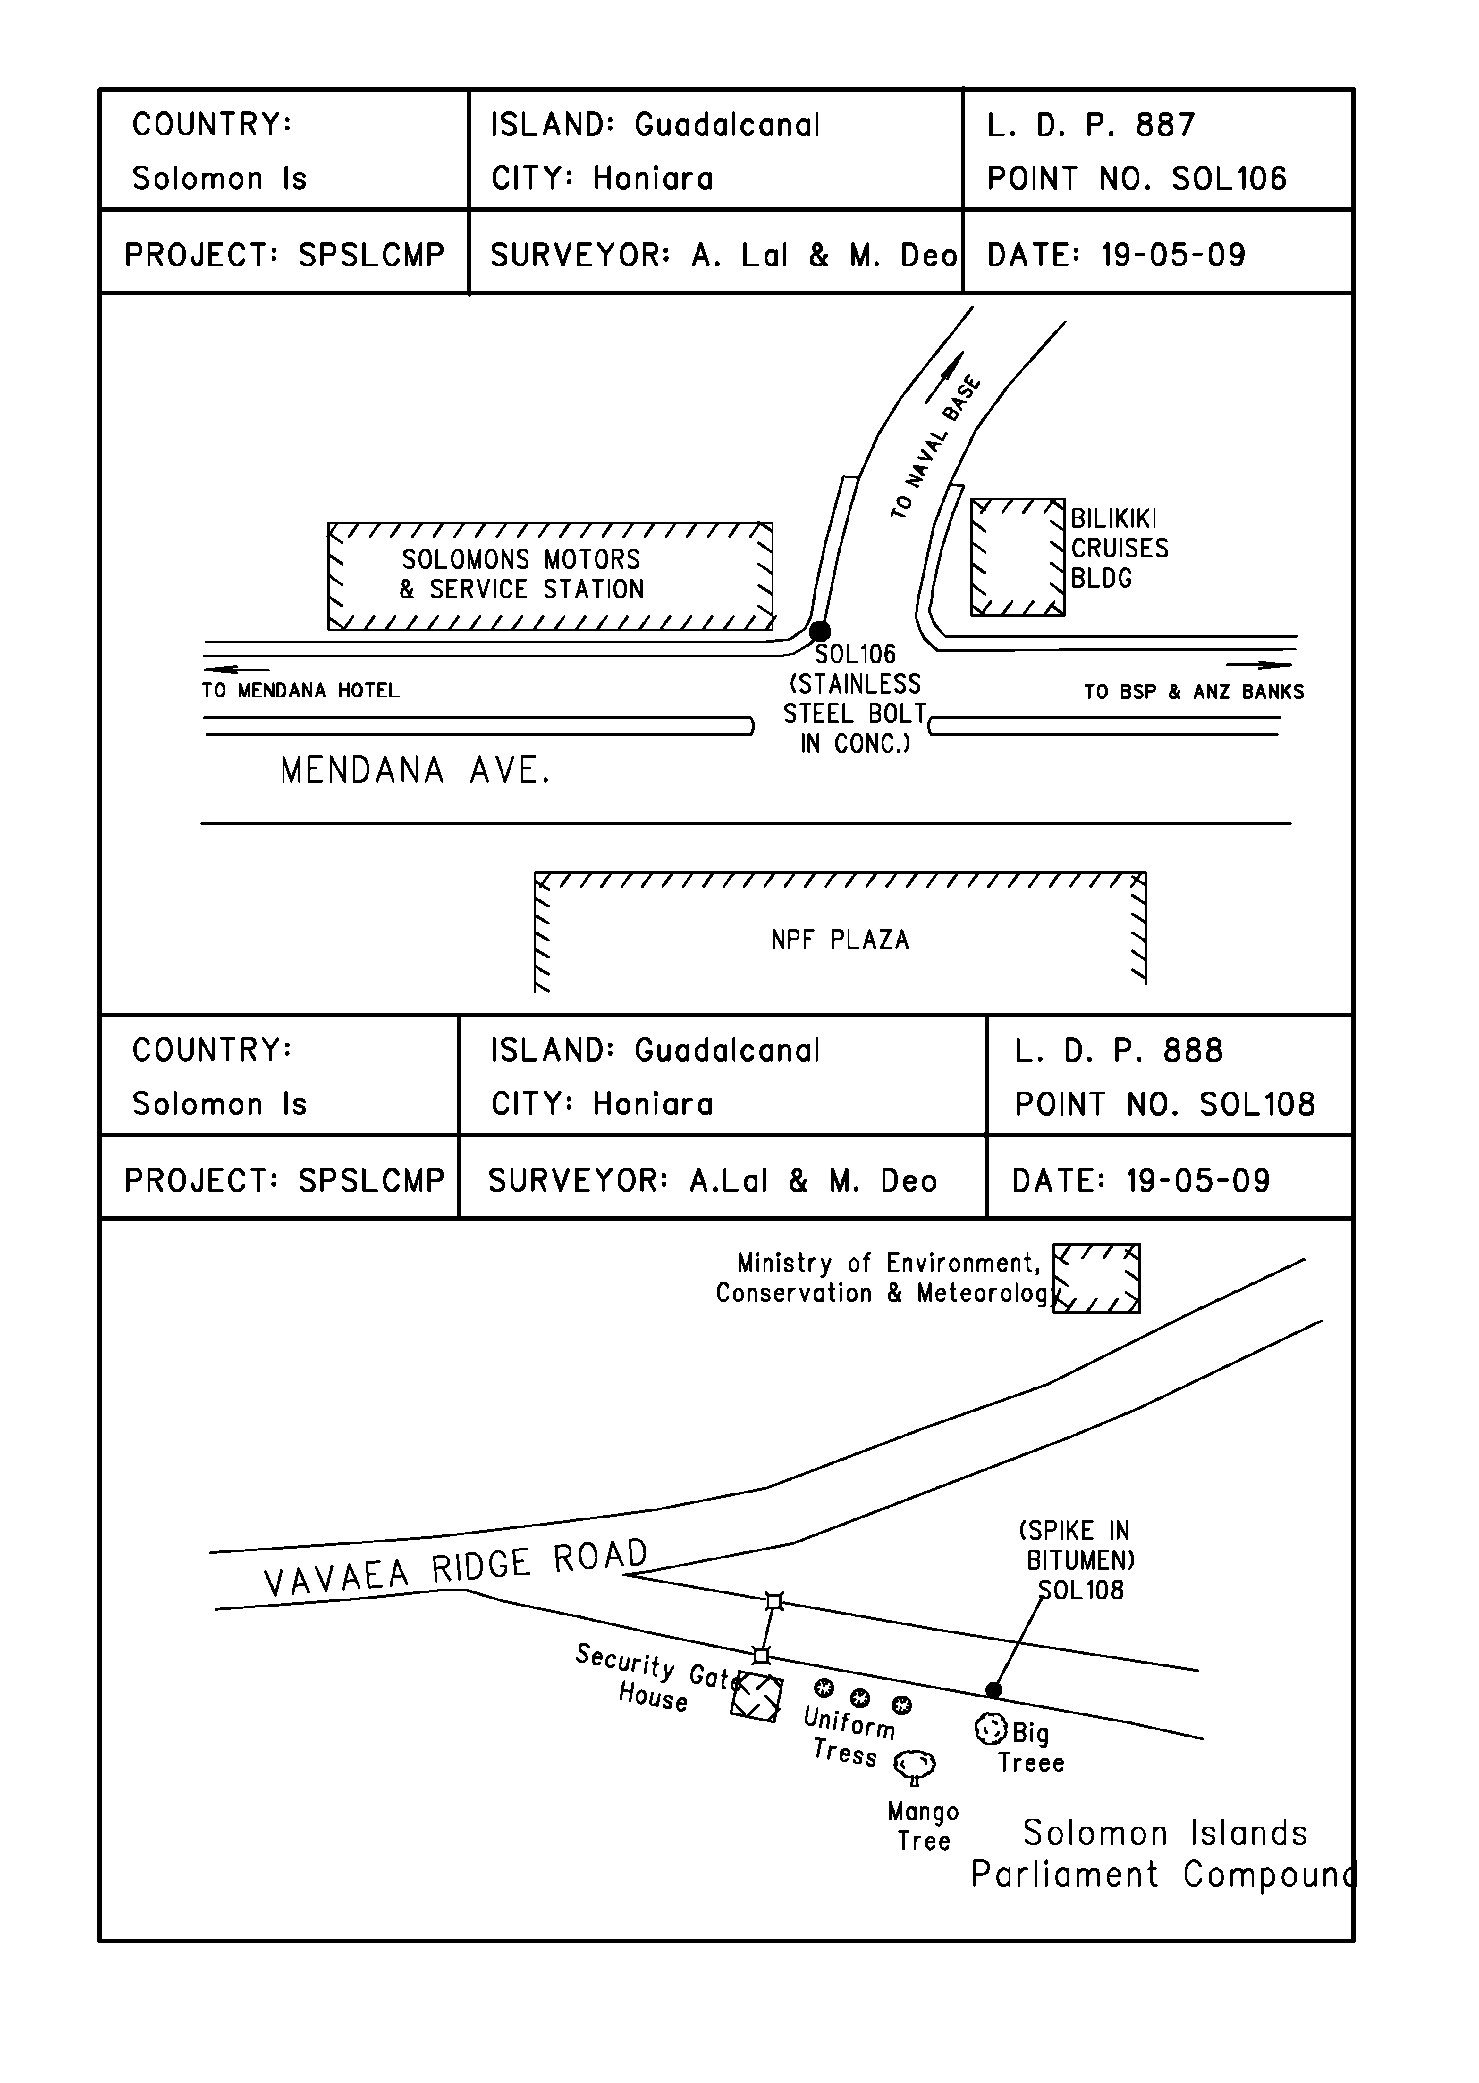 COUNTRY:
Solomon Is
ISLAND: Guadalcanal
CITY: Honiara
L. D. P. 887
POINT NO. SOL106
PROJECT: SPSLCMP
SURVEYOR: A. Lal & M. Deo
DATE: 19-05-09
TO NAVAL BASE
SOLOMONS MOTORS
& SERVICE STATION
BILIKIKI
CRUISES
BLDG
SOL106
(STAINLESS
STEEL BOLT
IN CONC.)
TO MENDANA HOTEL
TO BSP & ANZ BANKS
MENDANA AVE.
NPF PLAZA
COUNTRY:
Solomon Is
ISLAND: Guadalcanal
CITY: Honiara
L. D. P. 888
POINT NO. SOL108
PROJECT: SPSLCMP
SURVEYOR: A.Lal & M. Deo
DATE: 19-05-09
Ministry of Environment,
Conservation & Meteorology
(SPIKE IN
BITUMEN)
SOL108
VAVAEA RIDGE ROAD
Security Gate
House
Uniform
Tress
Big
Treee
Mango
Tree
Solomon Islands
Parliament Compound